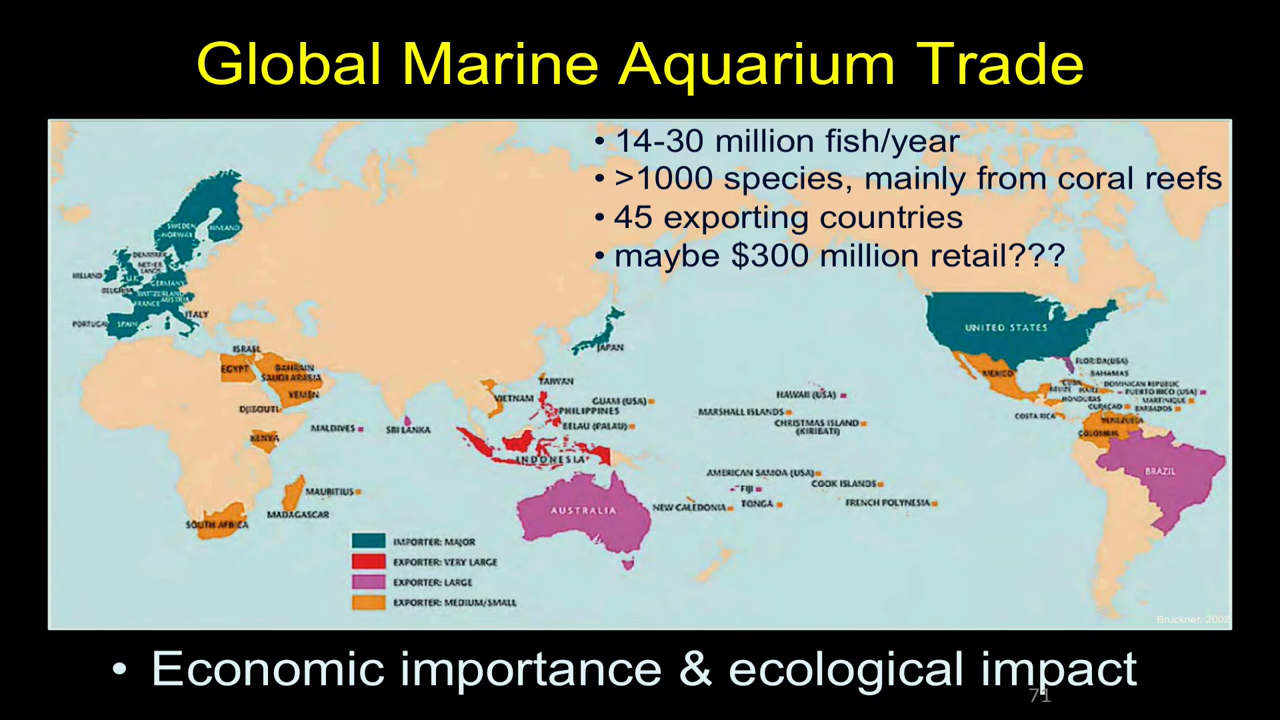 Global Marine Aquarium Trade
• 14-30 million fish/year
• >1000 species, mainly from coral reefs
• 45 exporting countries
• maybe $300 million retail???
SWEDEN
NORWAY
FINLAND
DENMARK
NETHER
LANDS
IRELAND
U.K.
GERMANY
BELGIUM
SWITZERLAND
AUSTRIA
FRANCE
ITALY
PORTUGAL
SPAIN
JAPAN
UNITED STATES
ISRAEL
EGYPT
BAHRAIN
SAUDI ARABIA
YEMEN
DJIBOUTI
KENYA
MALDIVES
SRI LANKA
MAURITIUS
MADAGASCAR
SOUTH AFRICA
TAIWAN
VIETNAM
GUAM (USA)
PHILIPPINES
BELAU (PALAU)
INDONESIA
AUSTRALIA
HAWAII (USA)
MARSHALL ISLANDS
CHRISTMAS ISLAND
(KIRIBATI)
AMERICAN SAMOA (USA)
FIJI
COOK ISLANDS
NEW CALEDONIA
TONGA
FRENCH POLYNESIA
FLORIDA(USA)
MEXICO
BAHAMAS
CUBA
DOMINICAN REPUBLIC
BELIZE
HAITI
PUERTO RICO (USA)
HONDURAS
MARTINIQUE
CURAÇAO
BARBADOS
COSTA RICA
VENEZUELA
COLOMBIA
BRAZIL
IMPORTER: MAJOR
EXPORTER: VERY LARGE
EXPORTER: LARGE
EXPORTER: MEDIUM/SMALL
Bruckner, 2002
• Economic importance & ecological impact
71